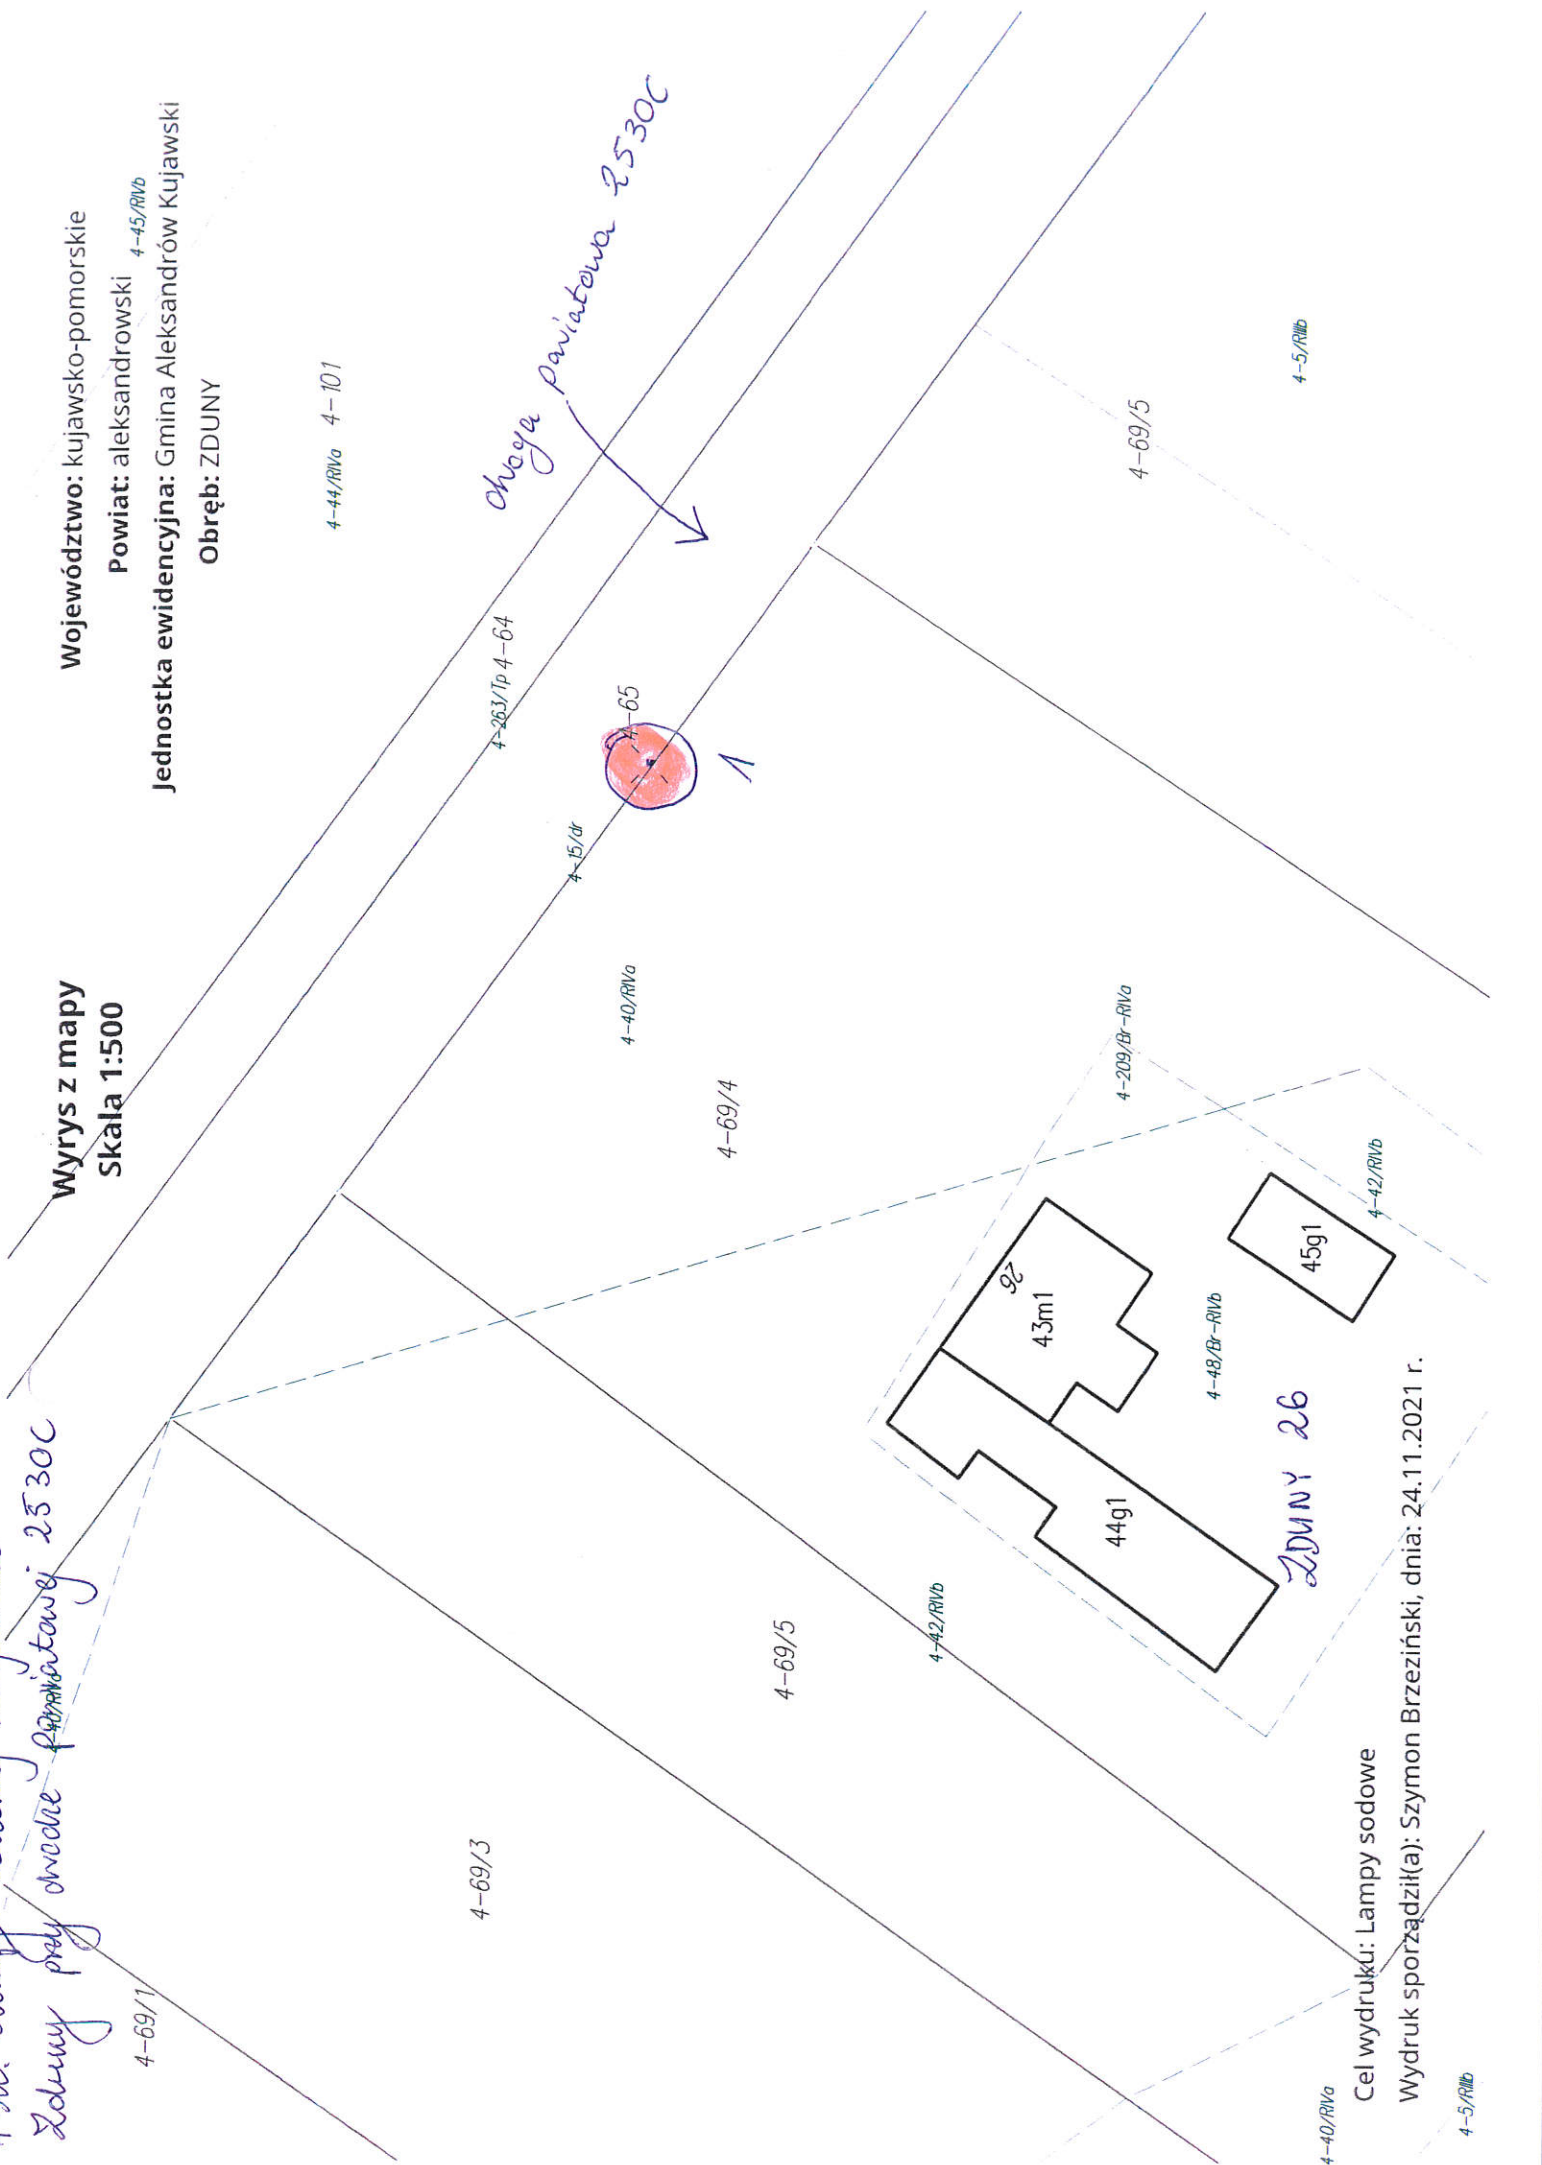 Zduny przy drodze powiatowej 2530C
Wyrys z mapy
Skala 1:500
Województwo: kujawsko-pomorskie
Powiat: aleksandrowski
4-45/RIVb
Jednostka ewidencyjna: Gmina Aleksandrów Kujawski
Obręb: ZDUNY
4-44/RIVa 4-101
droga powiatowa 2530C
4-40/RIVa
4-69/1
4-263/Tp 4-64
4-15/dr
4-65
1
4-40/RIVa
4-69/3
4-69/4
4-69/5
4-69/5
4-5/RIIIb
4-42/RIVb
26
43m1
44g1
4-209/Br-RIVa
4-48/Br-RIVb
45g1
4-42/RIVb
ZDUNY 26
4-40/RIVa
Cel wydruku: Lampy sodowe
Wydruk sporządził(a): Szymon Brzeziński, dnia: 24.11.2021 r.
4-5/RIIIb